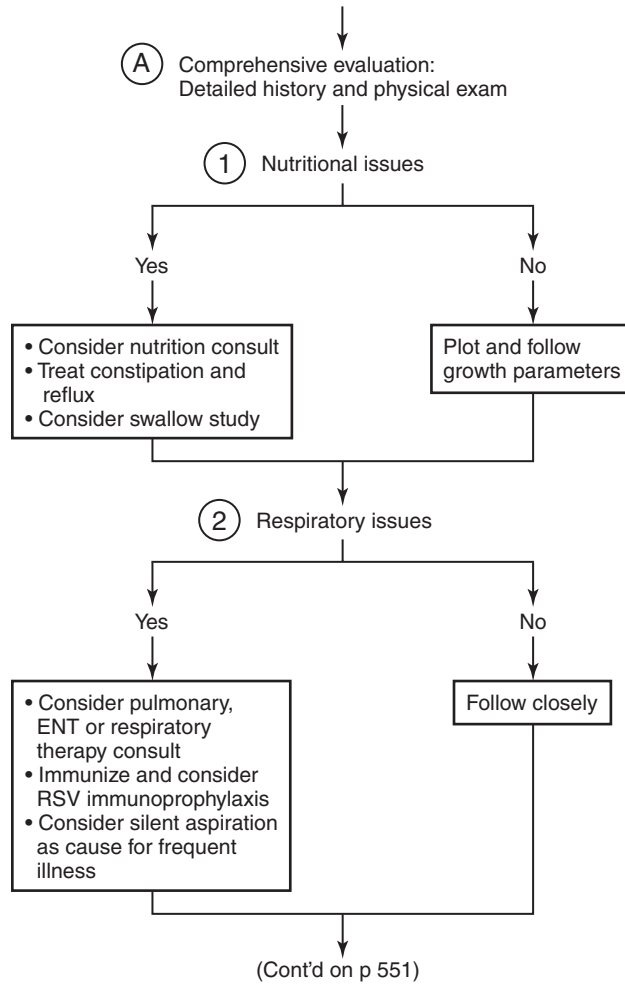 A Comprehensive evaluation:
Detailed history and physical exam
1 Nutritional issues
Yes
No
• Consider nutrition consult
• Treat constipation and
reflux
• Consider swallow study
Plot and follow
growth parameters
2 Respiratory issues
Yes
No
• Consider pulmonary,
ENT or respiratory
therapy consult
• Immunize and consider
RSV immunoprophylaxis
• Consider silent aspiration
as cause for frequent
illness
Follow closely
(Cont'd on p 551)